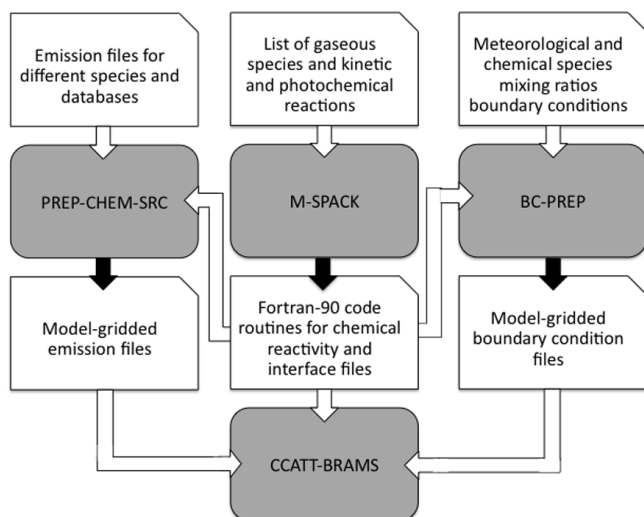 Emission files for
different species and
databases
List of gaseous
species and kinetic
and photochemical
reactions
Meteorological and
chemical species
mixing ratios
boundary conditions
PREP-CHEM-SRC
M-SPACK
BC-PREP
Model-gridded
emission files
Fortran-90 code
routines for chemical
reactivity and
interface files
Model-gridded
boundary condition
files
CCATT-BRAMS